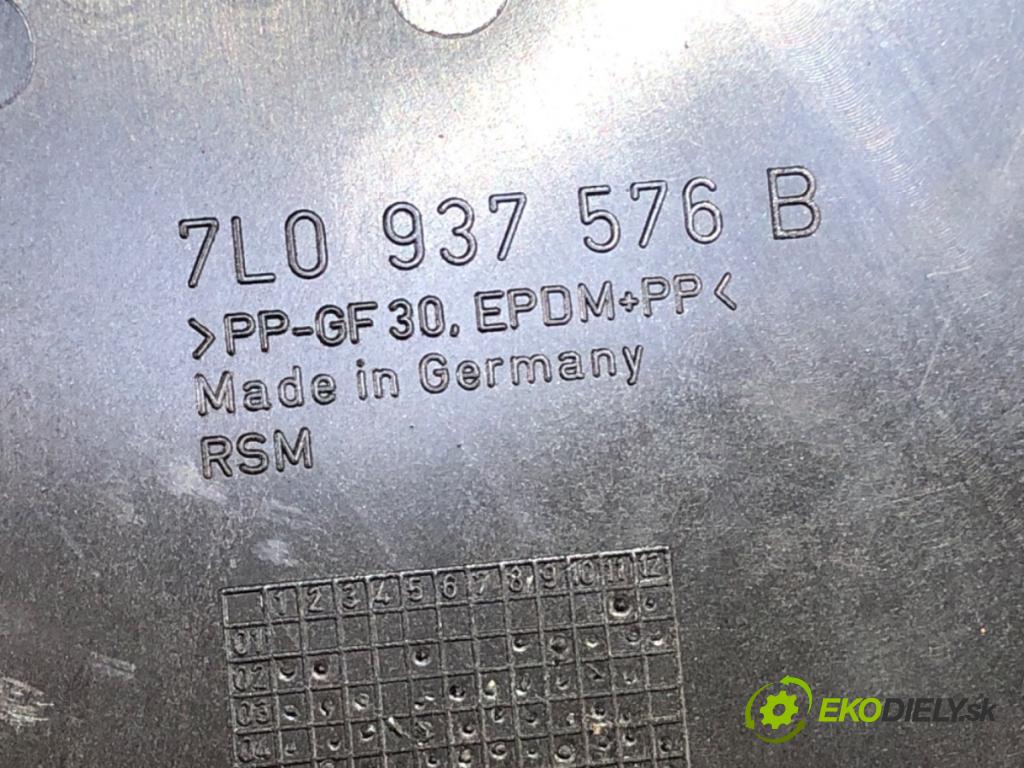 7L0 937 576 B
>PP-GF 30, EPDM+PP<
Made in Germany
RSM
1 2 3 4 5 6 7 8 9 10 11 12
01
02
03
04
EKODIELY.sk